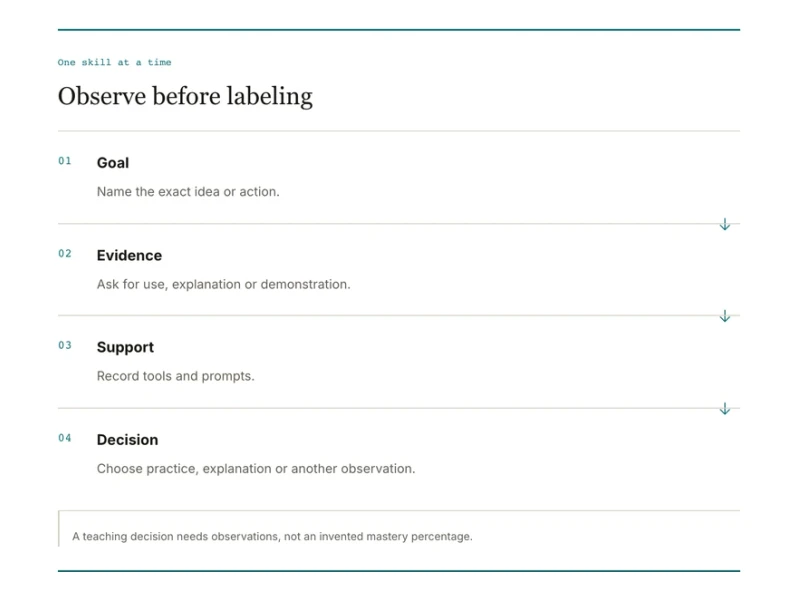 One skill at a time
Observe before labeling
01
Goal
Name the exact idea or action.
02
Evidence
Ask for use, explanation or demonstration.
03
Support
Record tools and prompts.
04
Decision
Choose practice, explanation or another observation.
A teaching decision needs observations, not an invented mastery percentage.